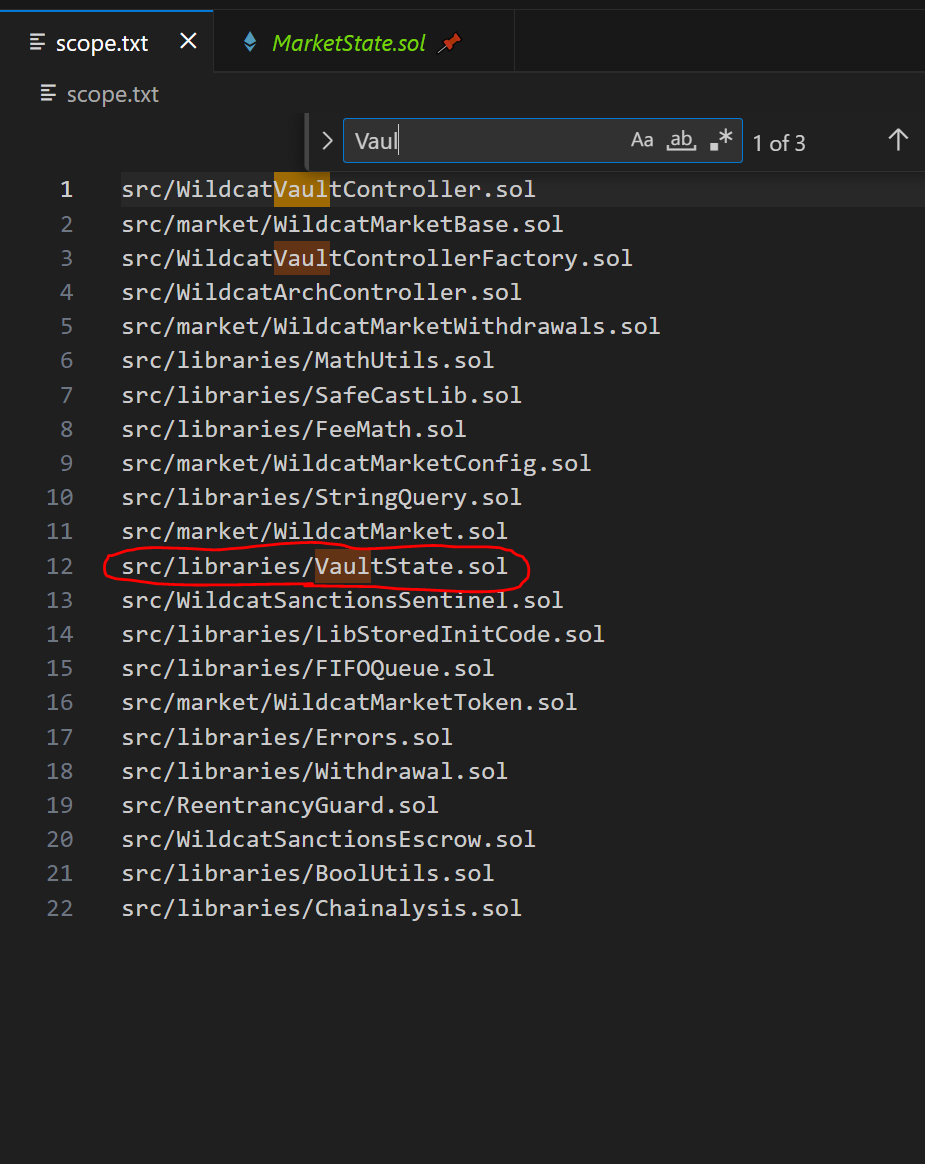 scope.txt MarketState.sol
scope.txt
Vaul Aa ab 1 of 3
1 src/WildcatVaultController.sol
2 src/market/WildcatMarketBase.sol
3 src/WildcatVaultControllerFactory.sol
4 src/WildcatArchController.sol
5 src/market/WildcatMarketWithdrawals.sol
6 src/libraries/MathUtils.sol
7 src/libraries/SafeCastLib.sol
8 src/libraries/FeeMath.sol
9 src/market/WildcatMarketConfig.sol
10 src/libraries/StringQuery.sol
11 src/market/WildcatMarket.sol
12 src/libraries/VaultState.sol
13 src/WildcatSanctionsSentinel.sol
14 src/libraries/LibStoredInitCode.sol
15 src/libraries/FIFOQueue.sol
16 src/market/WildcatMarketToken.sol
17 src/libraries/Errors.sol
18 src/libraries/Withdrawal.sol
19 src/ReentrancyGuard.sol
20 src/WildcatSanctionsEscrow.sol
21 src/libraries/BoolUtils.sol
22 src/libraries/Chainalysis.sol